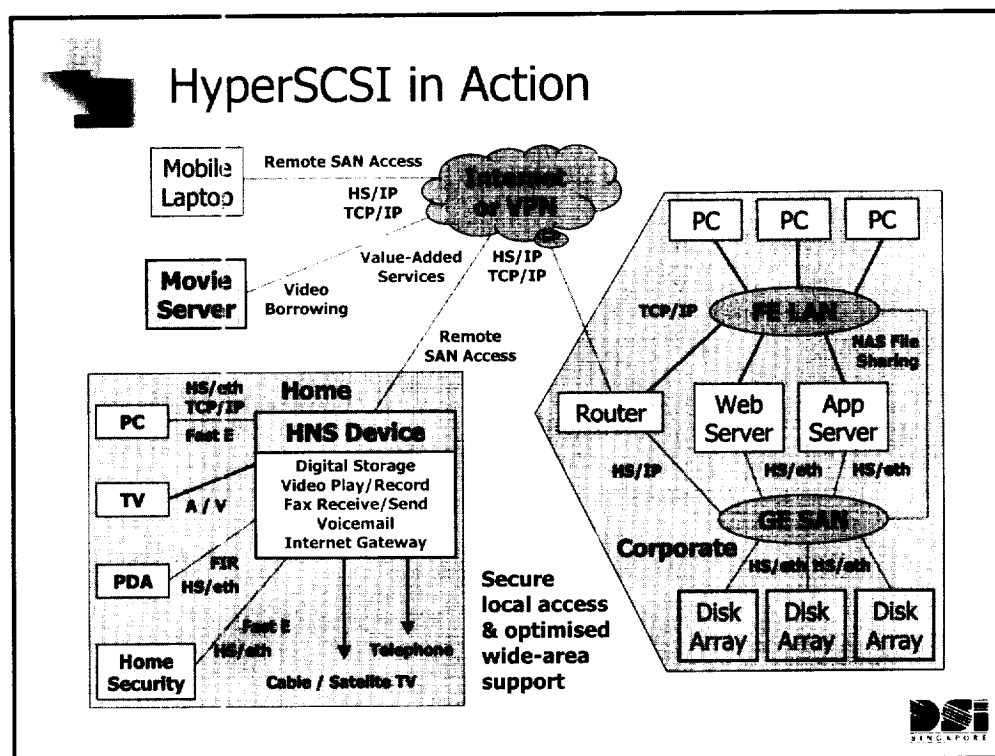 HyperSCSI in Action
Mobile
Laptop
Remote SAN Access
HS/IP
TCP/IP
Internet
or VPN
Movie
Server
Video
Borrowing
Value-Added
Services
HS/IP
TCP/IP
Remote
SAN Access
PC
PC
PC
TCP/IP
FE LAN
NAS File
Sharing
Router
Web
Server
App
Server
HS/IP
HS/eth
HS/eth
GE SAN
Corporate
HS/eth
HS/eth
Disk
Array
Disk
Array
Disk
Array
Home
PC
HS/eth
TCP/IP
Fast E
HNS Device
Digital Storage
Video Play/Record
Fax Receive/Send
Voicemail
Internet Gateway
TV
A / V
PDA
FIR
HS/eth
Home
Security
Fast E
HS/eth
Telephone
Cable / Satellite TV
Secure
local access
& optimised
wide-area
support
DSI
SINGAPORE